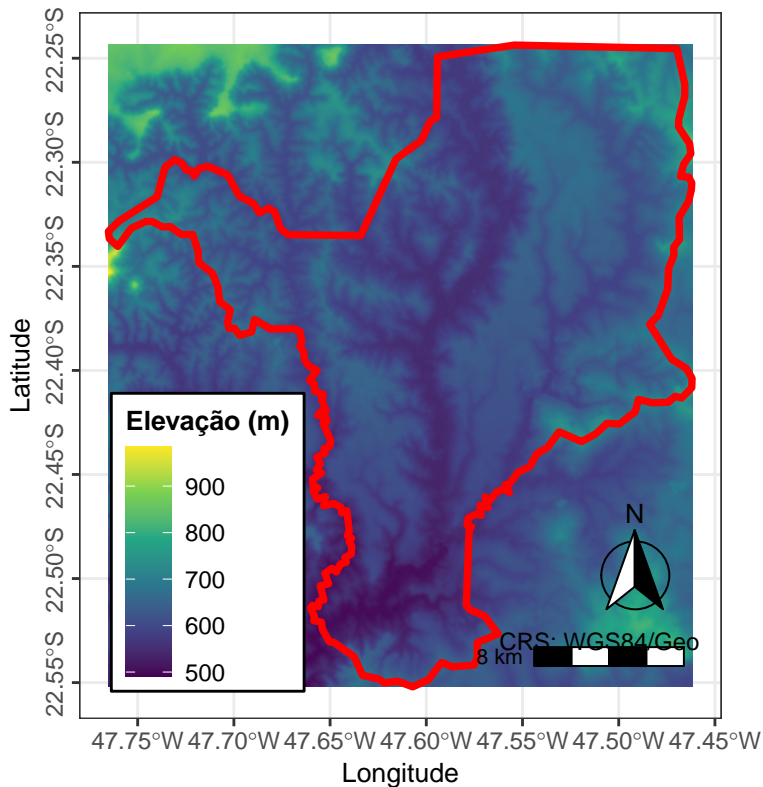 22.25°S
22.30°S
22.35°S
22.40°S
22.45°S
22.50°S
22.55°S
Latitude
Elevação (m)
900
800
700
600
500
N
CRS: WGS84/Geo
8 km
47.75°W 47.70°W 47.65°W 47.60°W 47.55°W 47.50°W 47.45°W
Longitude